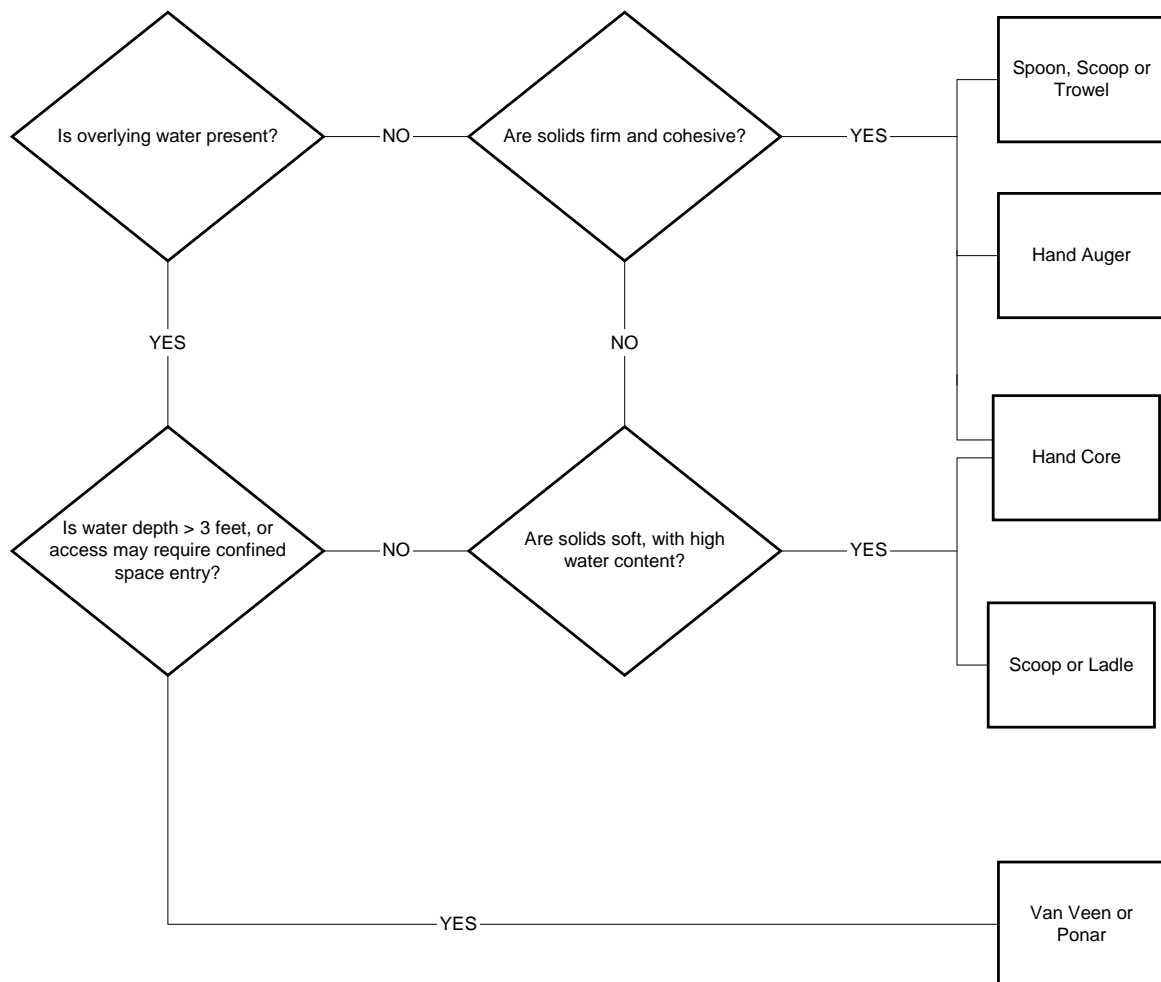 Is overlying water present?
NO
Are solids firm and cohesive?
YES
Spoon, Scoop or
Trowel
Hand Auger
YES
NO
Hand Core
Is water depth > 3 feet, or
access may require confined
space entry?
NO
Are solids soft, with high
water content?
YES
Scoop or Ladle
YES
Van Veen or
Ponar